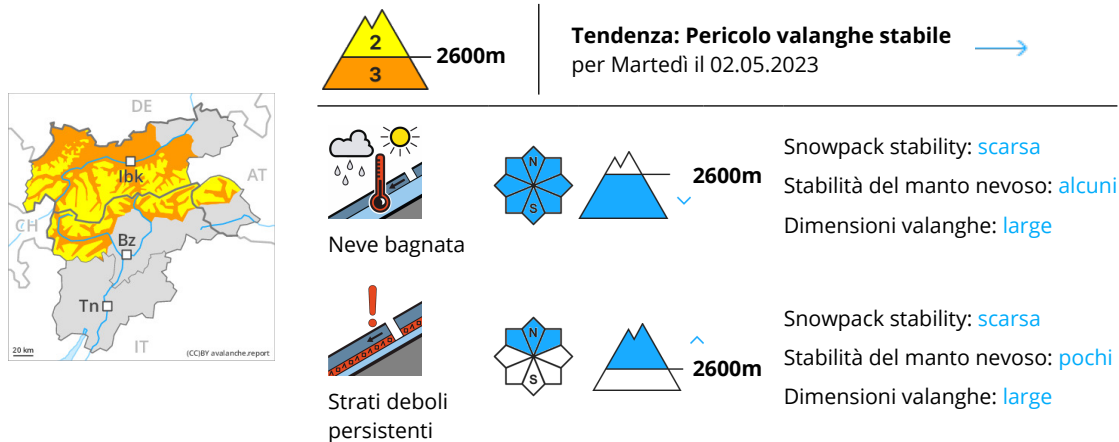 2
3
2600m
Tendenza: Pericolo valanghe stabile
per Martedì il 02.05.2023
DE
Ibk
AT
CH
Bz
Tn
IT
20 km
(CC)BY avalanche.report
N
S
2600m
Neve bagnata
Snowpack stability: scarsa
Stabilità del manto nevoso: alcuni
Dimensioni valanghe: large
N
S
2600m
Strati deboli
persistenti
Snowpack stability: scarsa
Stabilità del manto nevoso: pochi
Dimensioni valanghe: large